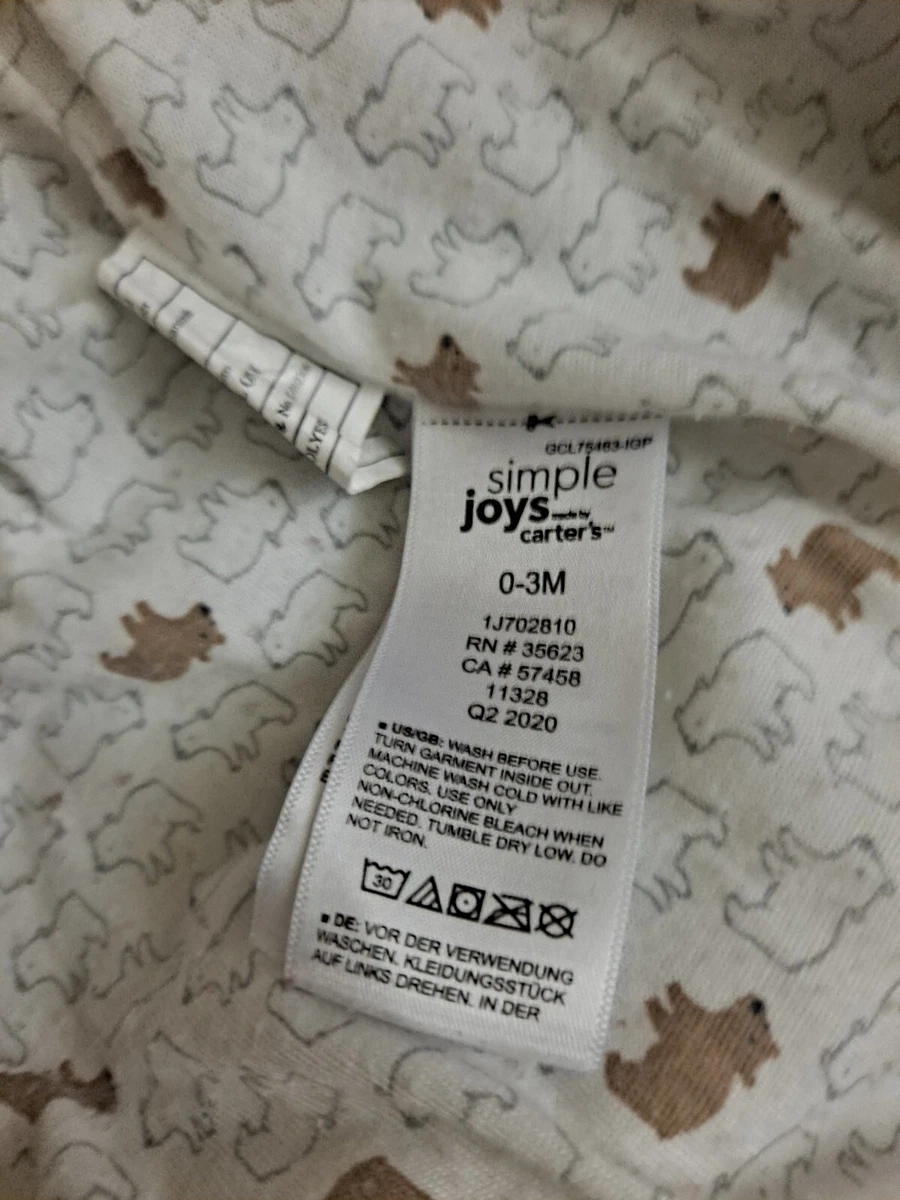 GCL75463-IGP
simple
joys made by
carter's™
0-3M
1J702810
RN # 35623
CA # 57458
11328
Q2 2020
▪ US/GB: WASH BEFORE USE.
TURN GARMENT INSIDE OUT.
MACHINE WASH COLD WITH LIKE
COLORS. USE ONLY
NON-CHLORINE BLEACH WHEN
NEEDED. TUMBLE DRY LOW. DO
NOT IRON.
30
▪ DE: VOR DER VERWENDUNG
WASCHEN. KLEIDUNGSSTÜCK
AUF LINKS DREHEN. IN DER